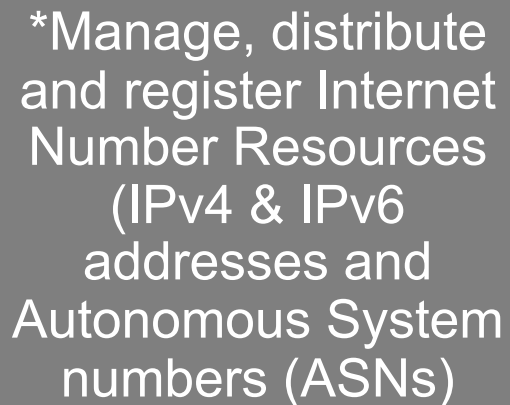 *Manage, distribute
and register Internet
Number Resources
(IPv4 & IPv6
addresses and
Autonomous System
numbers (ASNs)